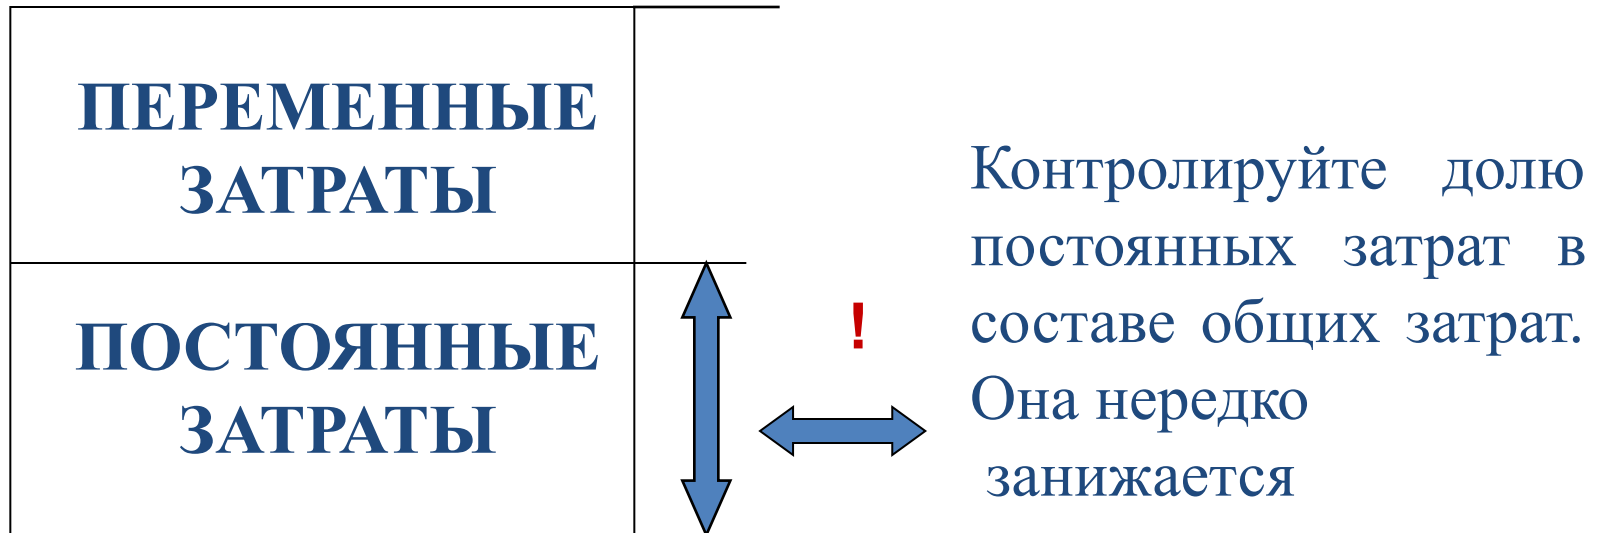 ПЕРЕМЕННЫЕ
ЗАТРАТЫ
ПОСТОЯННЫЕ
ЗАТРАТЫ
!
Контролируйте долю
постоянных затрат в
составе общих затрат.
Она нередко
занижается